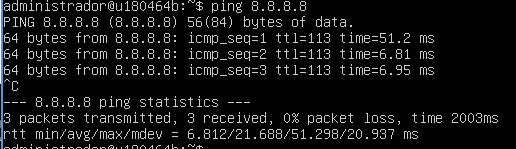 administrador@u180464b:~$ ping 8.8.8.8
PING 8.8.8.8 (8.8.8.8) 56(84) bytes of data.
64 bytes from 8.8.8.8: icmp_seq=1 ttl=113 time=51.2 ms
64 bytes from 8.8.8.8: icmp_seq=2 ttl=113 time=6.81 ms
64 bytes from 8.8.8.8: icmp_seq=3 ttl=113 time=6.95 ms
^C
--- 8.8.8.8 ping statistics ---
3 packets transmitted, 3 received, 0% packet loss, time 2003ms
rtt min/avg/max/mdev = 6.812/21.688/51.298/20.937 ms
administrador@u180464b:~$